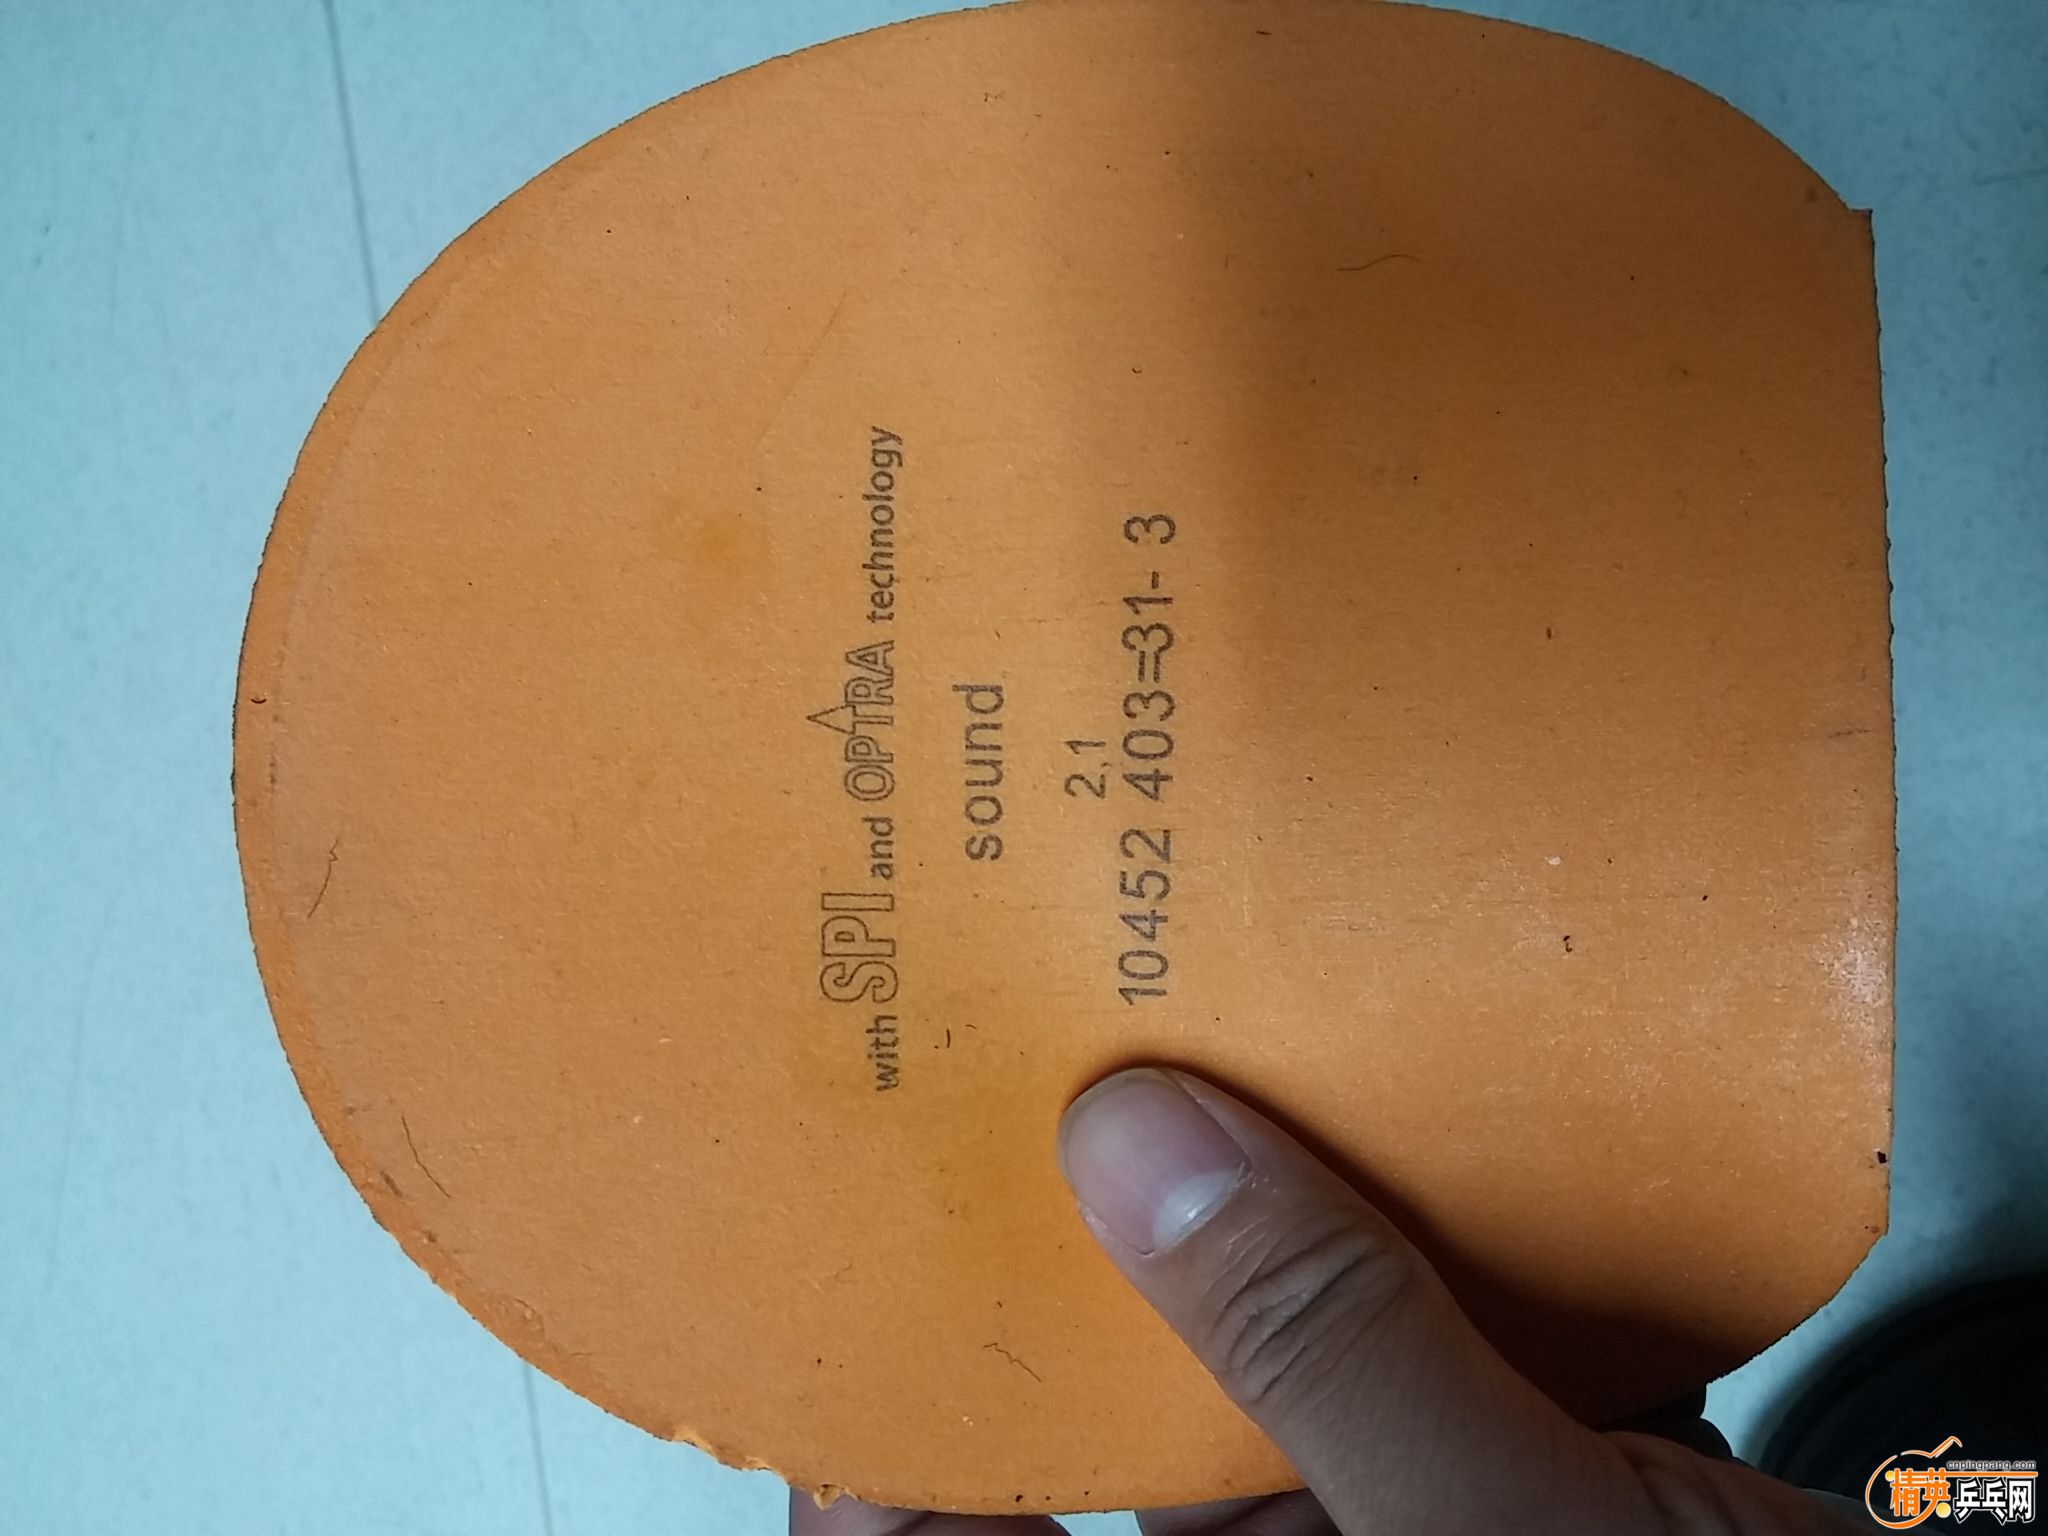 with SPI and OPTRA technology
sound
2,1
10452 403=31- 3
cnpingpang.com
精英乒乓网